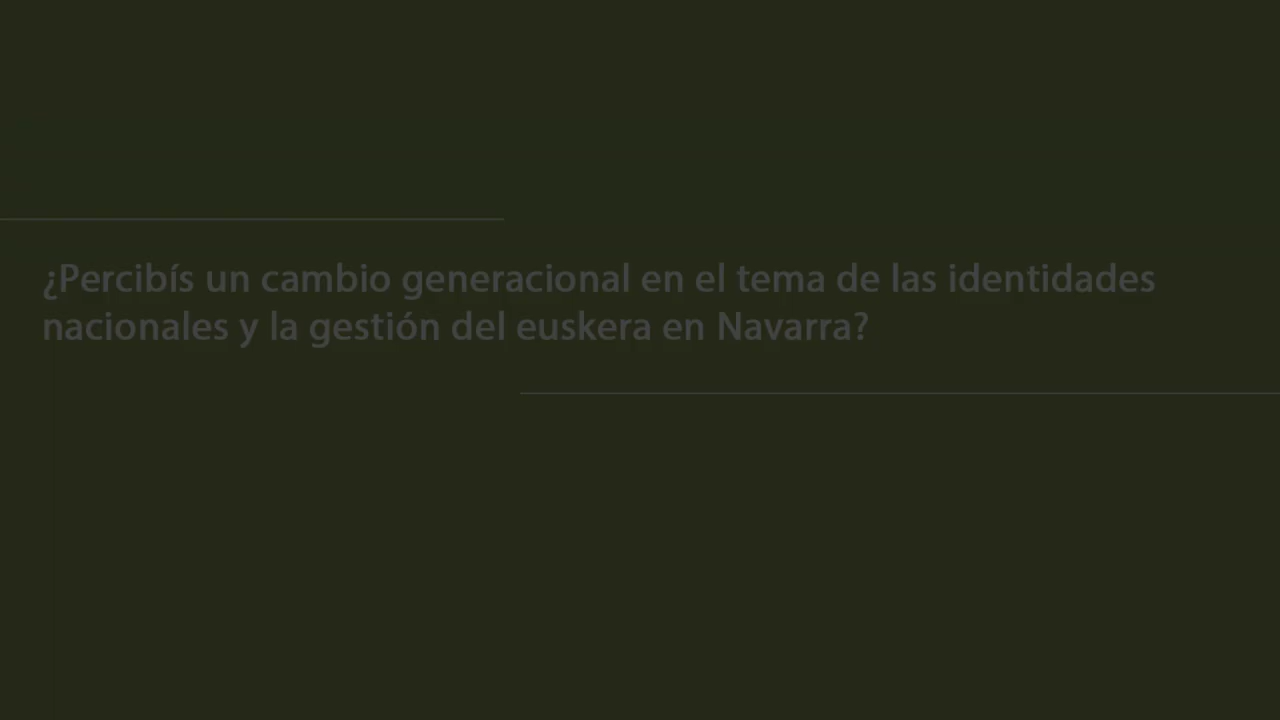 ¿Percibís un cambio generacional en el tema de las identidades
nacionales y la gestión del euskera en Navarra?